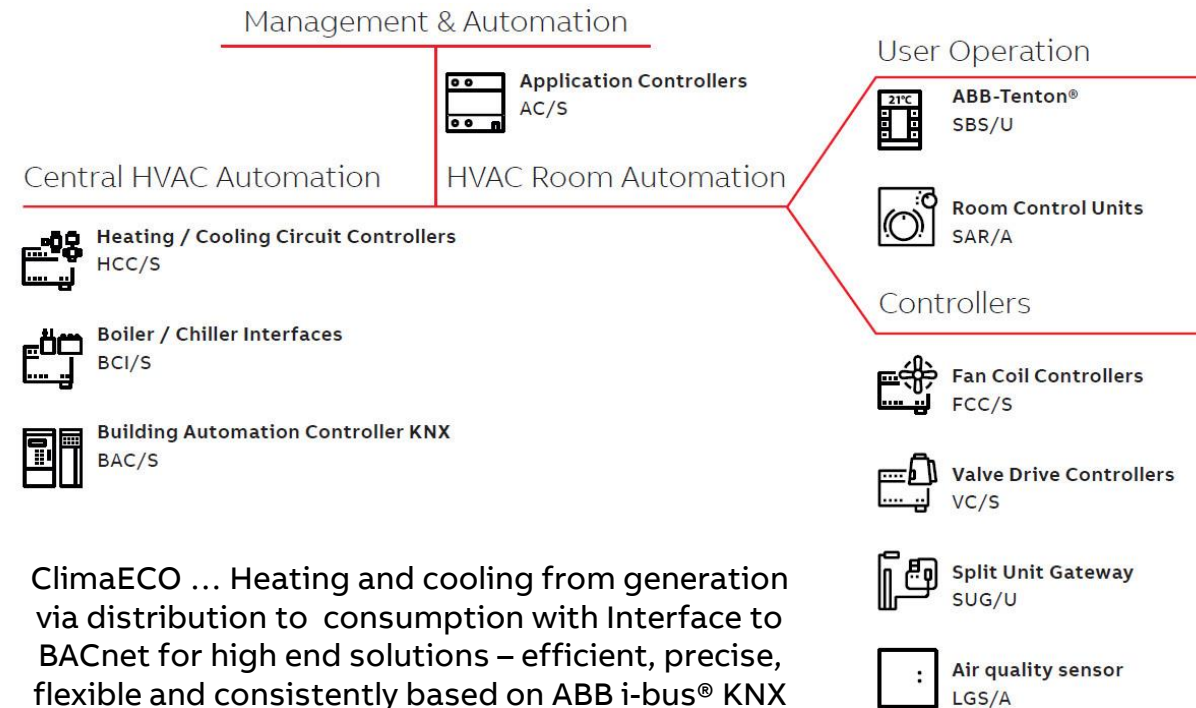 Management & Automation
Application Controllers
AC/S
Central HVAC Automation
HVAC Room Automation
Heating / Cooling Circuit Controllers
HCC/S
Boiler / Chiller Interfaces
BCI/S
Building Automation Controller KNX
BAC/S
User Operation
21°C
ABB-Tenton®
SBS/U
Room Control Units
SAR/A
Controllers
Fan Coil Controllers
FCC/S
Valve Drive Controllers
VC/S
Split Unit Gateway
SUG/U
Air quality sensor
LGS/A
ClimaECO … Heating and cooling from generation
via distribution to consumption with Interface to
BACnet for high end solutions – efficient, precise,
flexible and consistently based on ABB i-bus® KNX